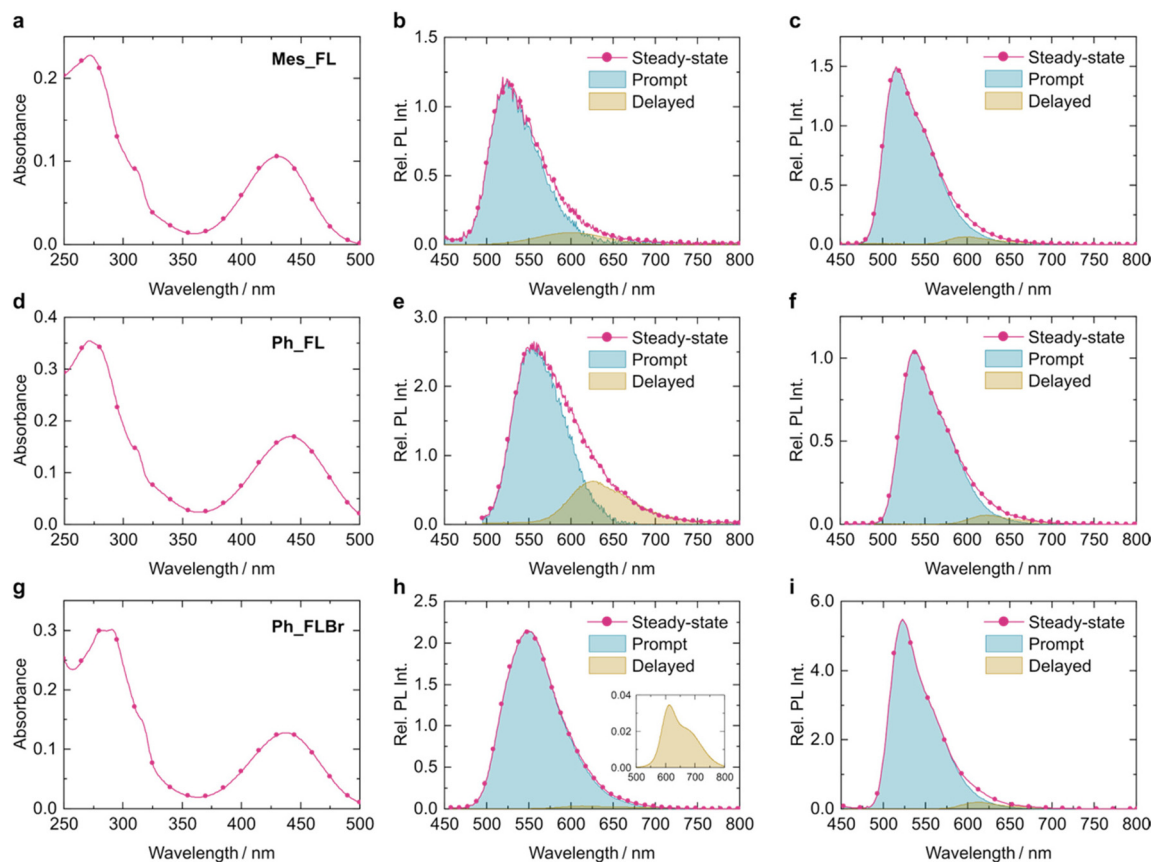 a
Mes_FL
Absorbance
0.2
0.1
0.0
250 300 350 400 450 500
Wavelength / nm
b
Steady-state
Prompt
Delayed
Rel. PL Int.
1.5
1.0
0.5
0.0
450 500 550 600 650 700 750 800
Wavelength / nm
c
Steady-state
Prompt
Delayed
Rel. PL Int.
1.5
1.0
0.5
0.0
450 500 550 600 650 700 750 800
Wavelength / nm
d
Ph_FL
Absorbance
0.4
0.3
0.2
0.1
0.0
250 300 350 400 450 500
Wavelength / nm
e
Steady-state
Prompt
Delayed
Rel. PL Int.
3.0
2.0
1.0
0.0
450 500 550 600 650 700 750 800
Wavelength / nm
f
Steady-state
Prompt
Delayed
Rel. PL Int.
1.0
0.5
0.0
450 500 550 600 650 700 750 800
Wavelength / nm
g
Ph_FLBr
Absorbance
0.3
0.2
0.1
0.0
250 300 350 400 450 500
Wavelength / nm
h
Steady-state
Prompt
Delayed
Rel. PL Int.
2.5
2.0
1.5
1.0
0.5
0.0
0.04
0.02
0.00
500 600 700 800
450 500 550 600 650 700 750 800
Wavelength / nm
i
Steady-state
Prompt
Delayed
Rel. PL Int.
6.0
4.0
2.0
0.0
450 500 550 600 650 700 750 800
Wavelength / nm